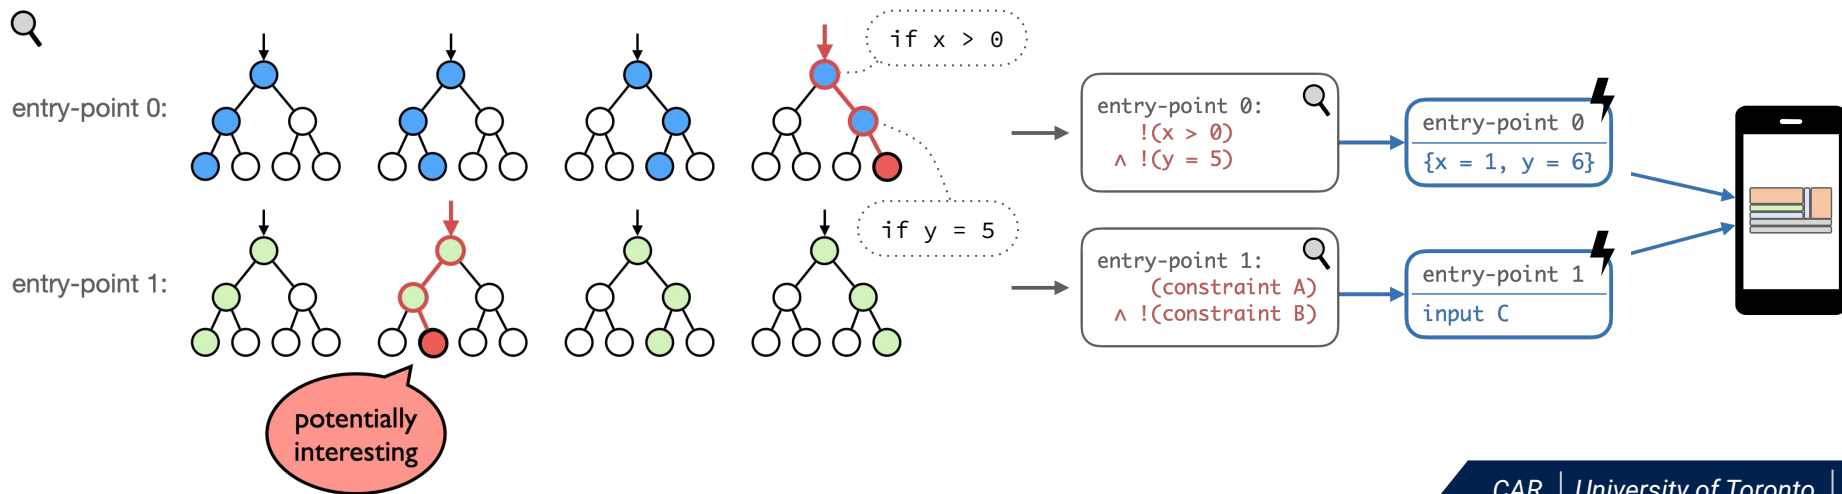 if x > 0
entry-point 0:
entry-point 0:
!(x > 0)
∧ !(y = 5)
entry-point 0
{x = 1, y = 6}
if y = 5
entry-point 1:
entry-point 1:
(constraint A)
∧ !(constraint B)
entry-point 1
input C
potentially
interesting
CAR | University of Toronto |